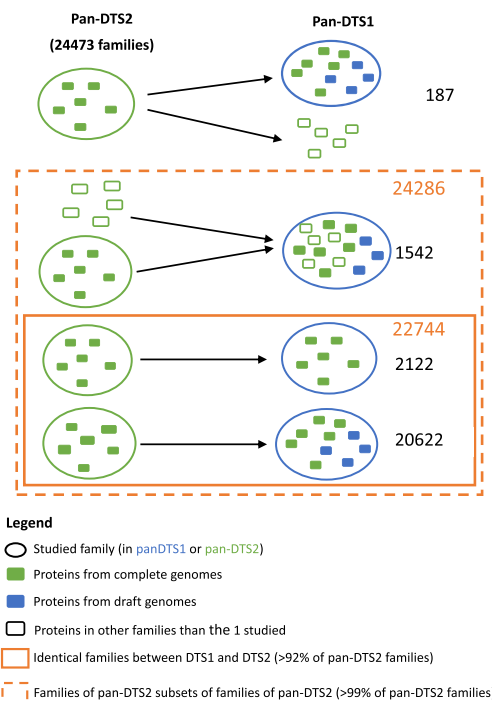 Pan-DTS2
(24473 families)
Pan-DTS1
187
24286
1542
22744
2122
20622
Legend
Studied family (in panDTS1 or pan-DTS2)
Proteins from complete genomes
Proteins from draft genomes
Proteins in other families than the 1 studied
Identical families between DTS1 and DTS2 (>92% of pan-DTS2 families)
Families of pan-DTS2 subsets of families of pan-DTS2 (>99% of pan-DTS2 families